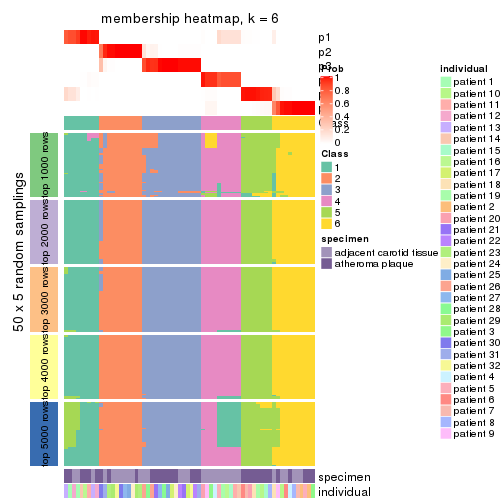 membership heatmap, k = 6
p1
p2
p3
Prob
1
0.8
0.6
0.4
0.2
0
Class
1
2
3
4
5
6
specimen
adjacent carotid tissue
atheroma plaque
individual
patient 1
patient 10
patient 11
patient 12
patient 13
patient 14
patient 15
patient 16
patient 17
patient 18
patient 19
patient 2
patient 20
patient 21
patient 22
patient 23
patient 24
patient 25
patient 26
patient 27
patient 28
patient 29
patient 3
patient 30
patient 31
patient 32
patient 4
patient 5
patient 6
patient 7
patient 8
patient 9
50 x 5 random samplings
top 1000 rows
top 2000 rows
top 3000 rows
top 4000 rows
top 5000 rows
specimen
individual